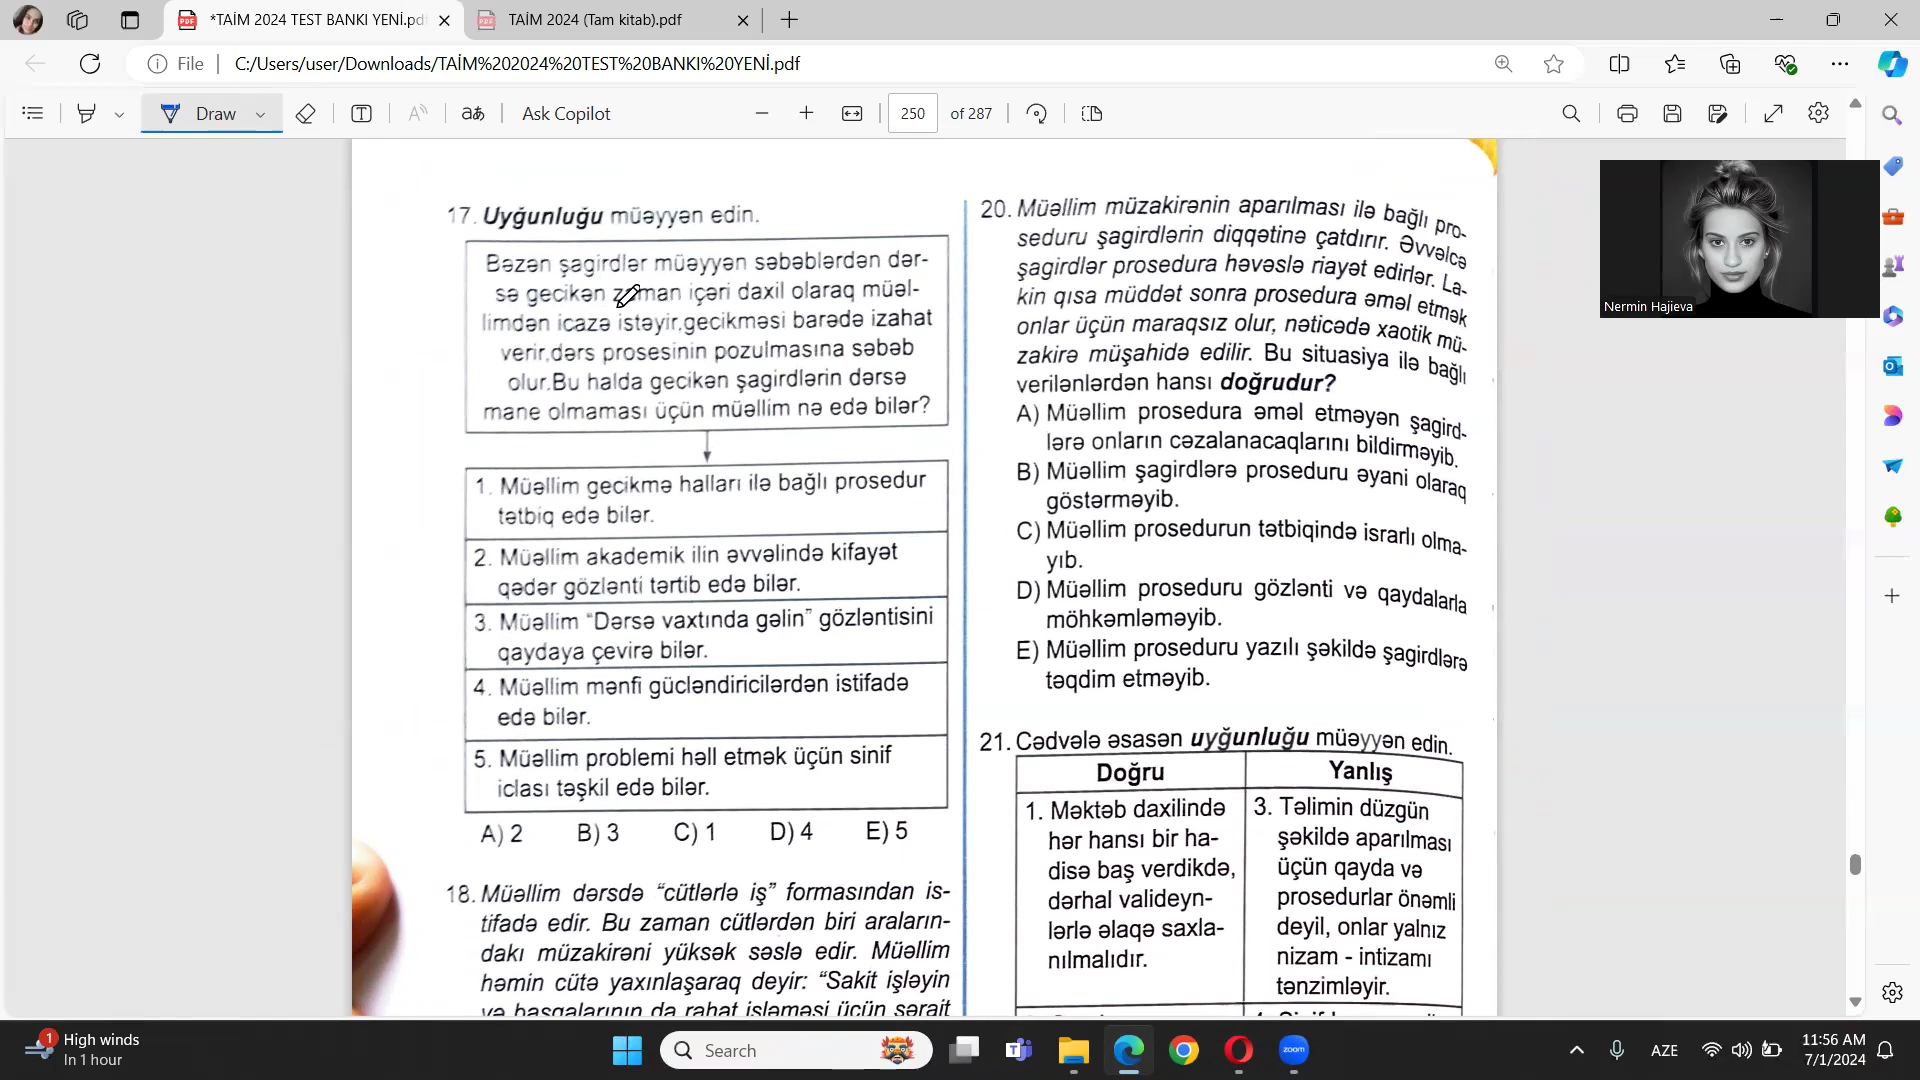 *TAİM 2024 TEST BANKI YENİ.pdf
TAİM 2024 (Tam kitab).pdf
File
C:/Users/user/Downloads/TAİM%202024%20TEST%20BANKI%20YENİ.pdf
Draw
aあ
Ask Copilot
250 of 287
17. Uyğunluğu müəyyən edin.
Bəzən şagirdlər müəyyən səbəblərdən dər-
sə gecikən zaman içəri daxil olaraq müəl-
limdən icazə istəyir,gecikməsi barədə izahat
verir,dərs prosesinin pozulmasına səbəb
olur.Bu halda gecikən şagirdlərin dərsə
mane olmaması üçün müəllim nə edə bilər?
1. Müəllim gecikmə halları ilə bağlı prosedur
tətbiq edə bilər.
2. Müəllim akademik ilin əvvəlində kifayət
qədər gözlənti tərtib edə bilər.
3. Müəllim “Dərsə vaxtında gəlin” gözləntisini
qaydaya çevirə bilər.
4. Müəllim mənfi gücləndiricilərdən istifadə
edə bilər.
5. Müəllim problemi həll etmək üçün sinif
iclası təşkil edə bilər.
A) 2 B) 3 C) 1 D) 4 E) 5
18. Müəllim dərsdə “cütlərlə iş” formasından is-
tifadə edir. Bu zaman cütlərdən biri araların-
dakı müzakirəni yüksək səslə edir. Müəllim
həmin cütə yaxınlaşaraq deyir: “Sakit işləyin
və başqalarının da rahat işləməsi üçün şərait
20. Müəllim müzakirənin aparılması ilə bağlı pro-
seduru şagirdlərin diqqətinə çatdırır. Əvvəlcə
şagirdlər prosedura həvəslə riayət edirlər. La-
kin qısa müddət sonra prosedura əməl etmək
onlar üçün maraqsız olur, nəticədə xaotik mü-
zakirə müşahidə edilir. Bu situasiya ilə bağlı
verilənlərdən hansı doğrudur?
A) Müəllim prosedura əməl etməyən şagird-
lərə onların cəzalanacaqlarını bildirməyib.
B) Müəllim şagirdlərə proseduru əyani olaraq
göstərməyib.
C) Müəllim prosedurun tətbiqində israrlı olma-
yıb.
D) Müəllim proseduru gözlənti və qaydalarla
möhkəmləməyib.
E) Müəllim proseduru yazılı şəkildə şagirdlərə
təqdim etməyib.
21. Cədvələ əsasən uyğunluğu müəyyən edin.
Doğru
Yanlış
1. Məktəb daxilində
hər hansı bir ha-
disə baş verdikdə,
dərhal valideyn-
lərlə əlaqə saxla-
nılmalıdır.
3. Təlimin düzgün
şəkildə aparılması
üçün qayda və
prosedurlar önəmli
deyil, onlar yalnız
nizam - intizamı
tənzimləyir.
Nermin Hajieva
1
High winds
In 1 hour
Search
zoom
AZE
11:56 AM
7/1/2024